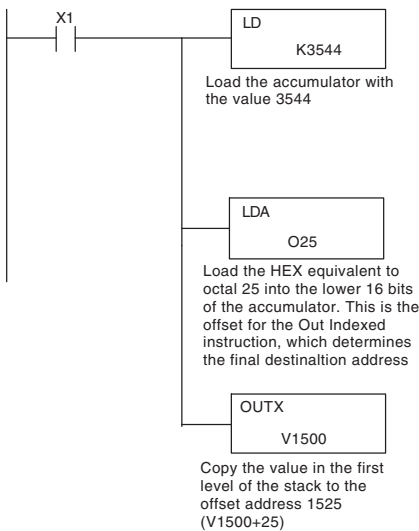 X1
LD
K3544
Load the accumulator with
the value 3544
LDA
O25
Load the HEX equivalent to
octal 25 into the lower 16 bits
of the accumulator. This is the
offset for the Out Indexed
instruction, which determines
the final destinaltion address
OUTX
V1500
Copy the value in the first
level of the stack to the
offset address 1525
(V1500+25)